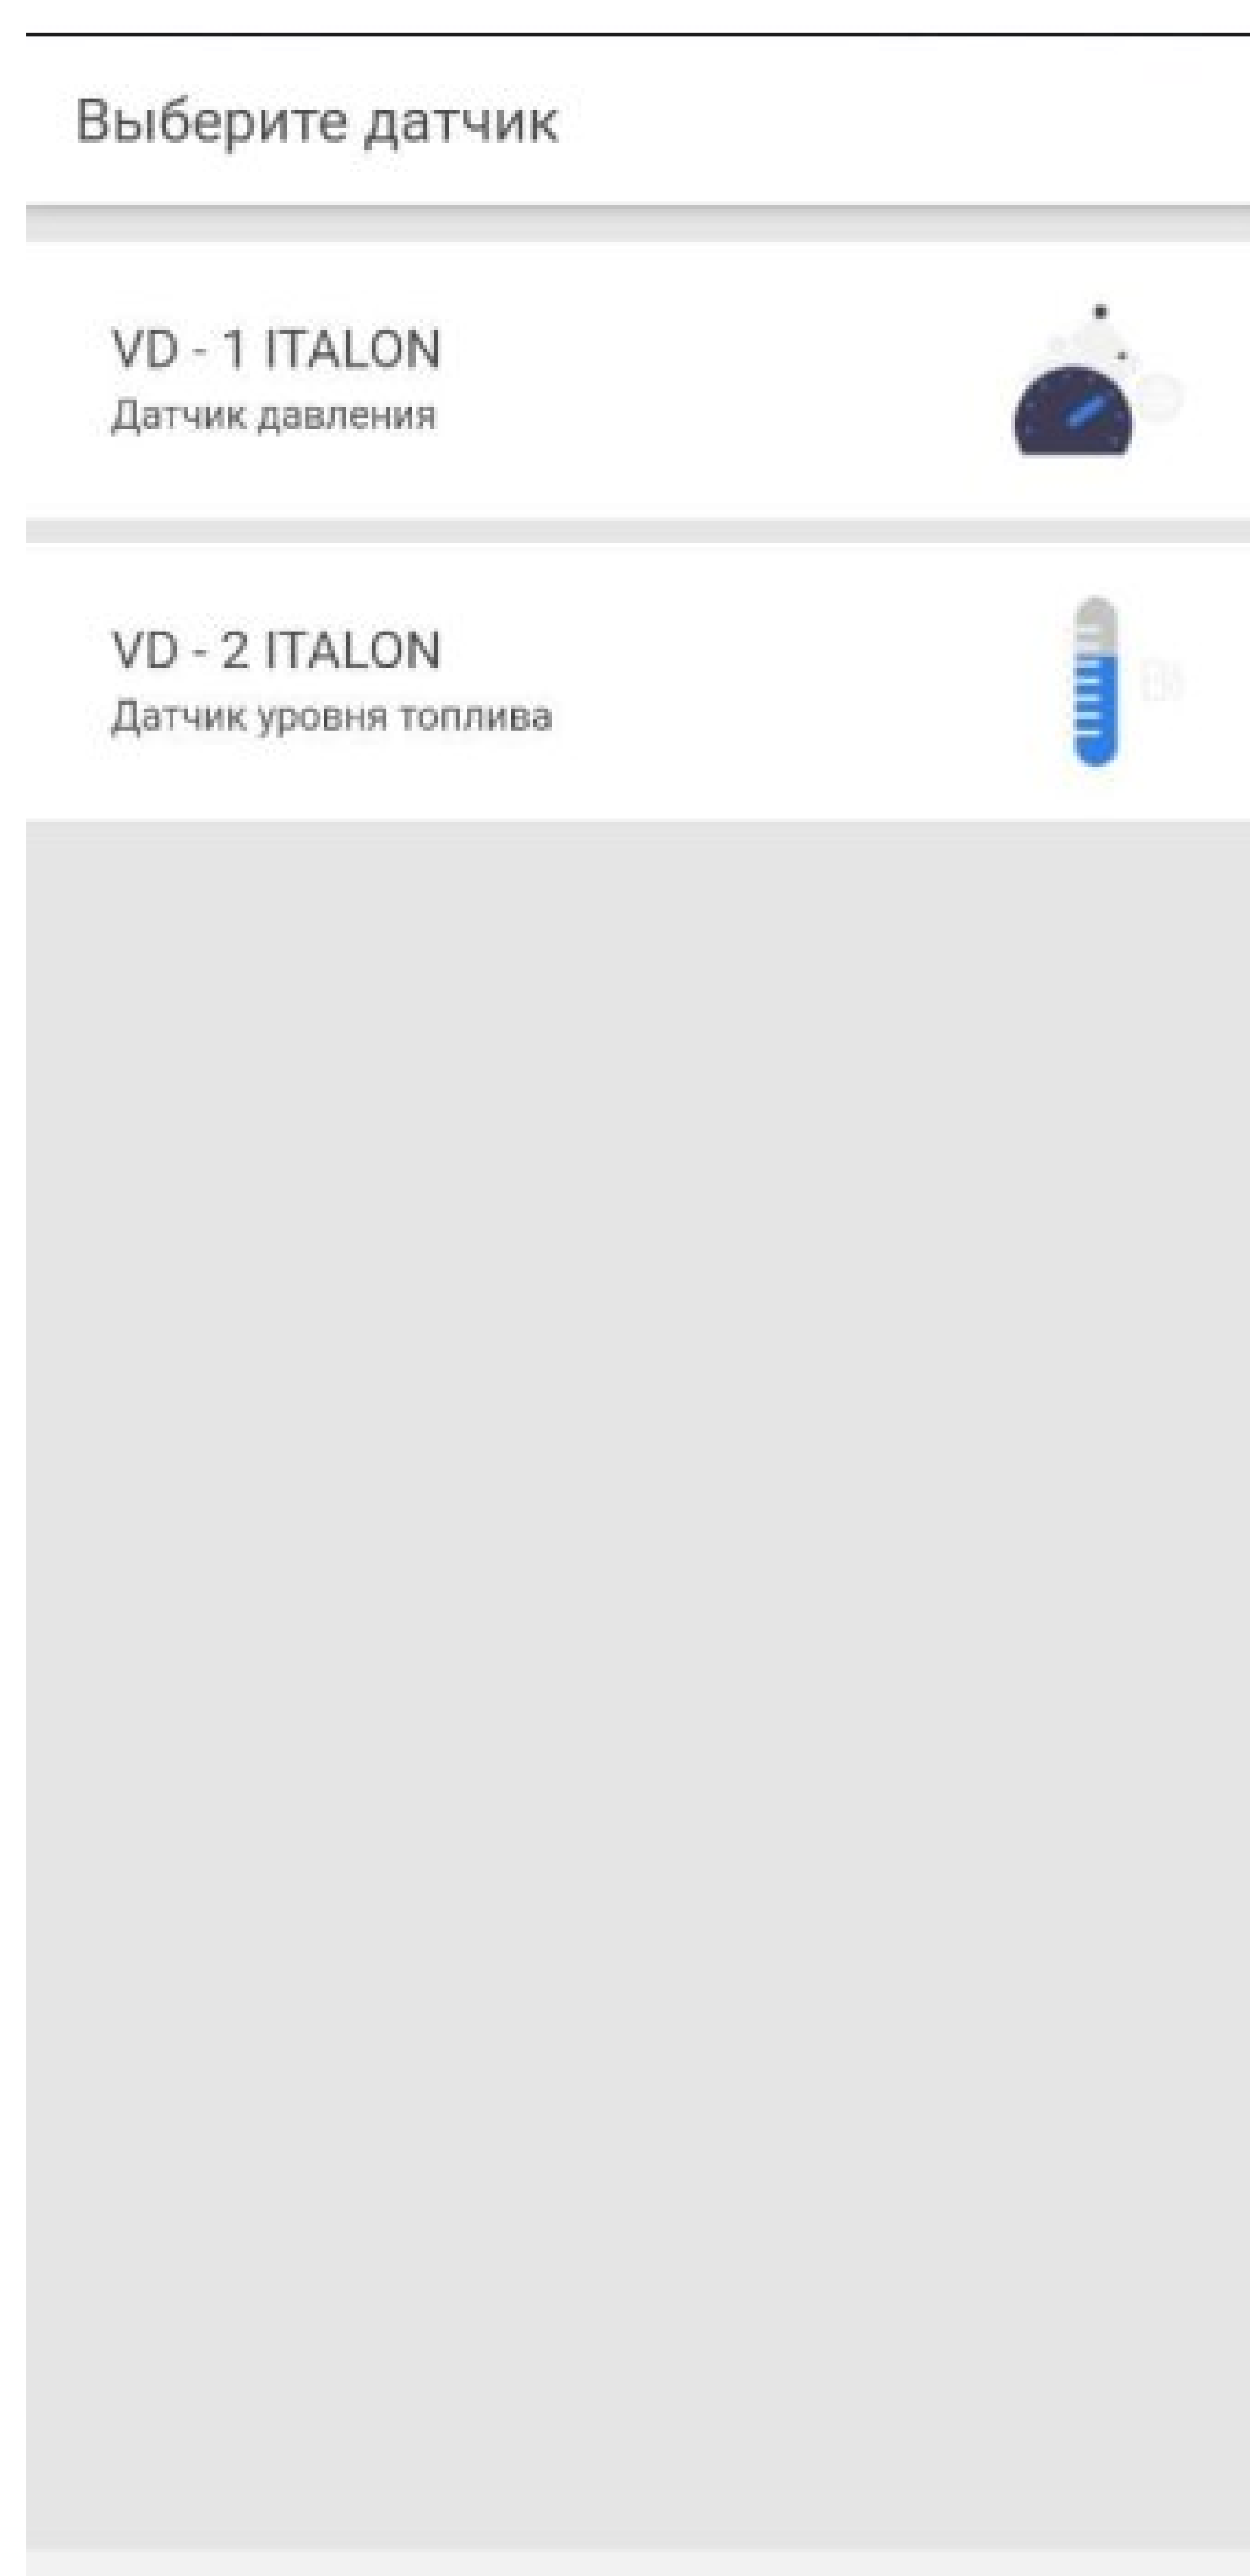 Выберите датчик
VD - 1 ITALON
Датчик давления
VD - 2 ITALON
Датчик уровня топлива